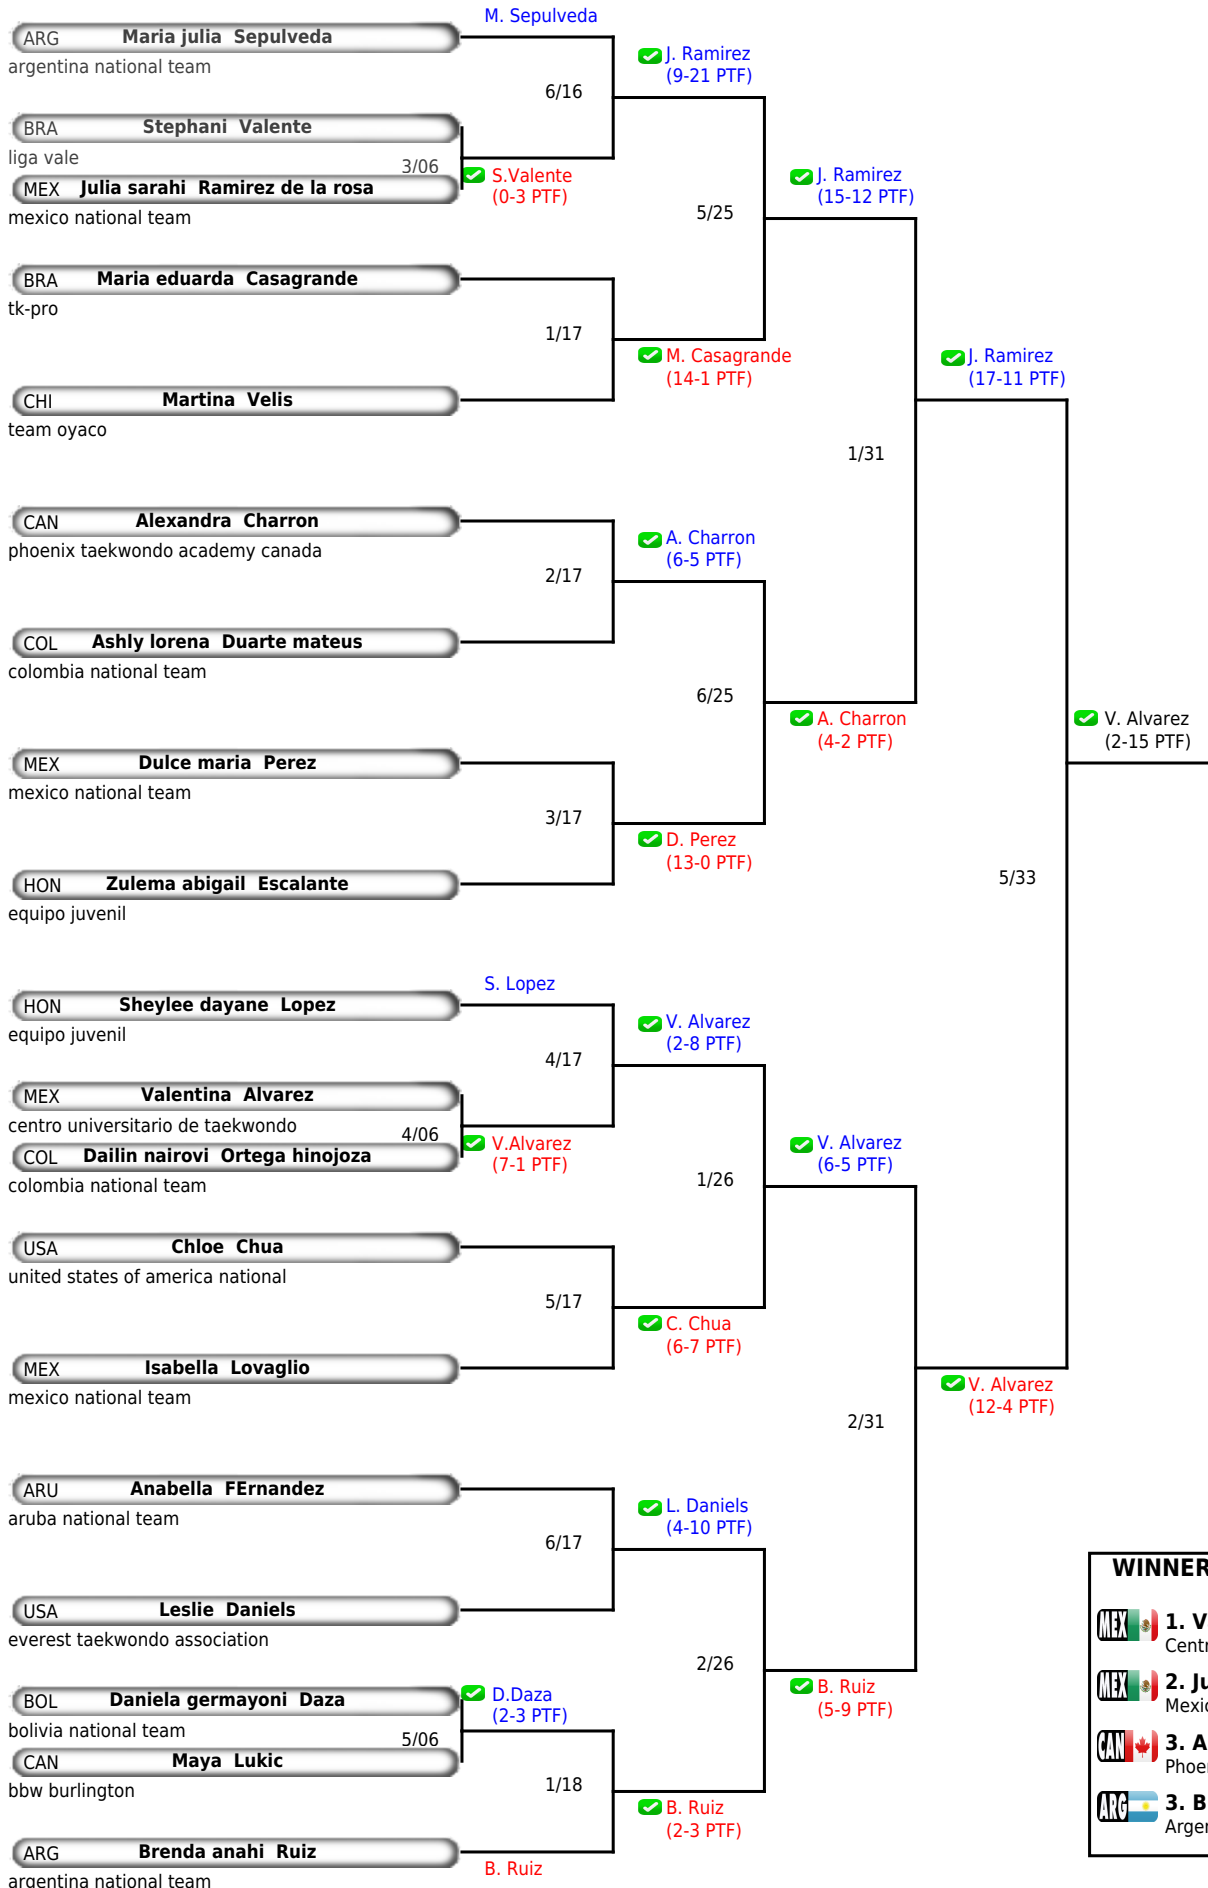 M. Sepulveda
ARG Maria julia Sepulveda
argentina national team
J. Ramirez
(9-21 PTF)
6/16
BRA Stephani Valente
liga vale
3/06
S.Valente
(0-3 PTF)
MEX Julia sarahi Ramirez de la rosa
mexico national team
J. Ramirez
(15-12 PTF)
5/25
BRA Maria eduarda Casagrande
tk-pro
1/17
M. Casagrande
(14-1 PTF)
J. Ramirez
(17-11 PTF)
CHI Martina Velis
team oyaco
1/31
CAN Alexandra Charron
phoenix taekwondo academy canada
A. Charron
(6-5 PTF)
2/17
COL Ashly lorena Duarte mateus
colombia national team
6/25
A. Charron
(4-2 PTF)
V. Alvarez
(2-15 PTF)
MEX Dulce maria Perez
mexico national team
3/17
D. Perez
(13-0 PTF)
HON Zulema abigail Escalante
equipo juvenil
5/33
S. Lopez
HON Sheylee dayane Lopez
equipo juvenil
V. Alvarez
(2-8 PTF)
4/17
MEX Valentina Alvarez
centro universitario de taekwondo
4/06
V.Alvarez
(7-1 PTF)
COL Dailin nairovi Ortega hinojoza
colombia national team
V. Alvarez
(6-5 PTF)
1/26
USA Chloe Chua
united states of america national
5/17
C. Chua
(6-7 PTF)
MEX Isabella Lovaglio
mexico national team
V. Alvarez
(12-4 PTF)
2/31
ARU Anabella FErnandez
aruba national team
L. Daniels
(4-10 PTF)
6/17
USA Leslie Daniels
everest taekwondo association
2/26
B. Ruiz
(5-9 PTF)
BOL Daniela germayoni Daza
bolivia national team
5/06
D.Daza
(2-3 PTF)
CAN Maya Lukic
bbw burlington
1/18
B. Ruiz
(2-3 PTF)
ARG Brenda anahi Ruiz
argentina national team
B. Ruiz
WINNER
MEX 1. V
Centr
MEX 2. Ju
Mexic
CAN 3. A
Phoe
ARG 3. B
Arge